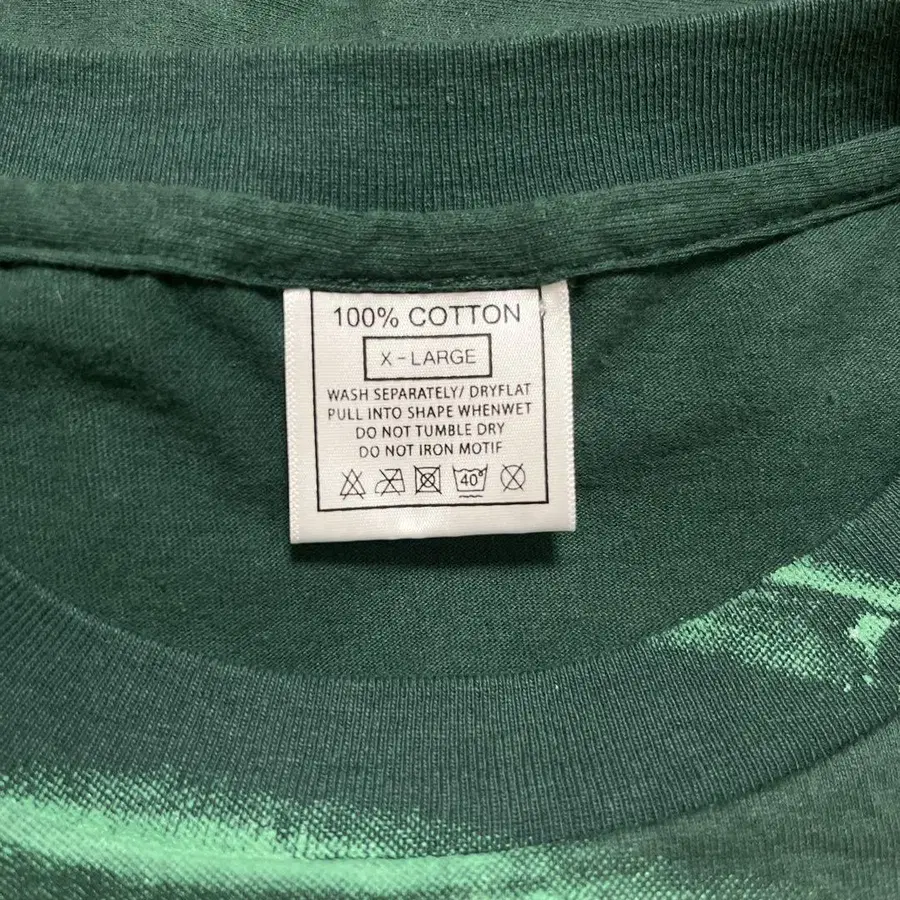 100% COTTON
X-LARGE
WASH SEPARATELY/ DRYFLAT
PULL INTO SHAPE WHENWET
DO NOT TUMBLE DRY
DO NOT IRON MOTIF
40°